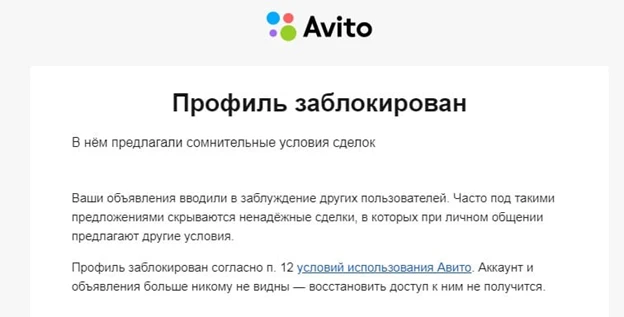 Avito
Профиль заблокирован
В нём предлагали сомнительные условия сделок
Ваши объявления вводили в заблуждение других пользователей. Часто под такими
предложениями скрываются ненадёжные сделки, в которых при личном общении
предлагают другие условия.
Профиль заблокирован согласно п. 12 условий использования Авито. Аккаунт и
объявления больше никому не видны — восстановить доступ к ним не получится.